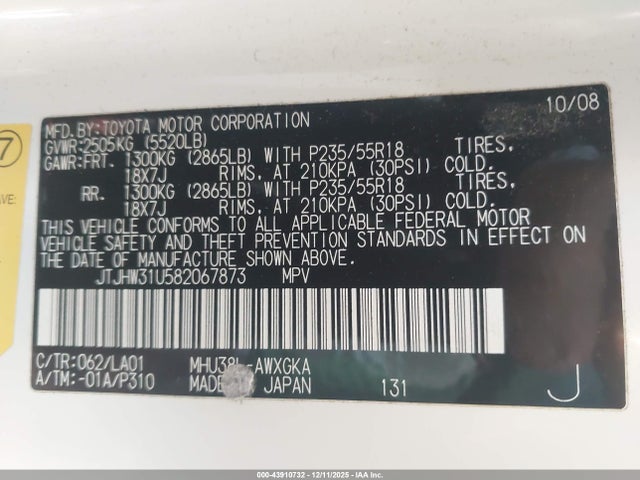 10/08
MFD.BY:TOYOTA MOTOR CORPORATION
GVWR:2505KG (5520LB)
GAWR:FRT. 1300KG (2865LB) WITH P235/55R18 TIRES,
18X7J RIMS, AT 210KPA (30PSI) COLD.
RR. 1300KG (2865LB) WITH P235/55R18 TIRES,
18X7J RIMS, AT 210KPA (30PSI) COLD.
THIS VEHICLE CONFORMS TO ALL APPLICABLE FEDERAL MOTOR
VEHICLE SAFETY AND THEFT PREVENTION STANDARDS IN EFFECT ON
THE DATE OF MANUFACTURE SHOWN ABOVE.
JTJHW31U582067873 MPV
C/TR:062/LA01 MHU38L-AWXGKA
A/TM:-01A/P310 MADE IN JAPAN 131 J
7
AVE:
000-43910732 - 12/11/2025 - IAA Inc.